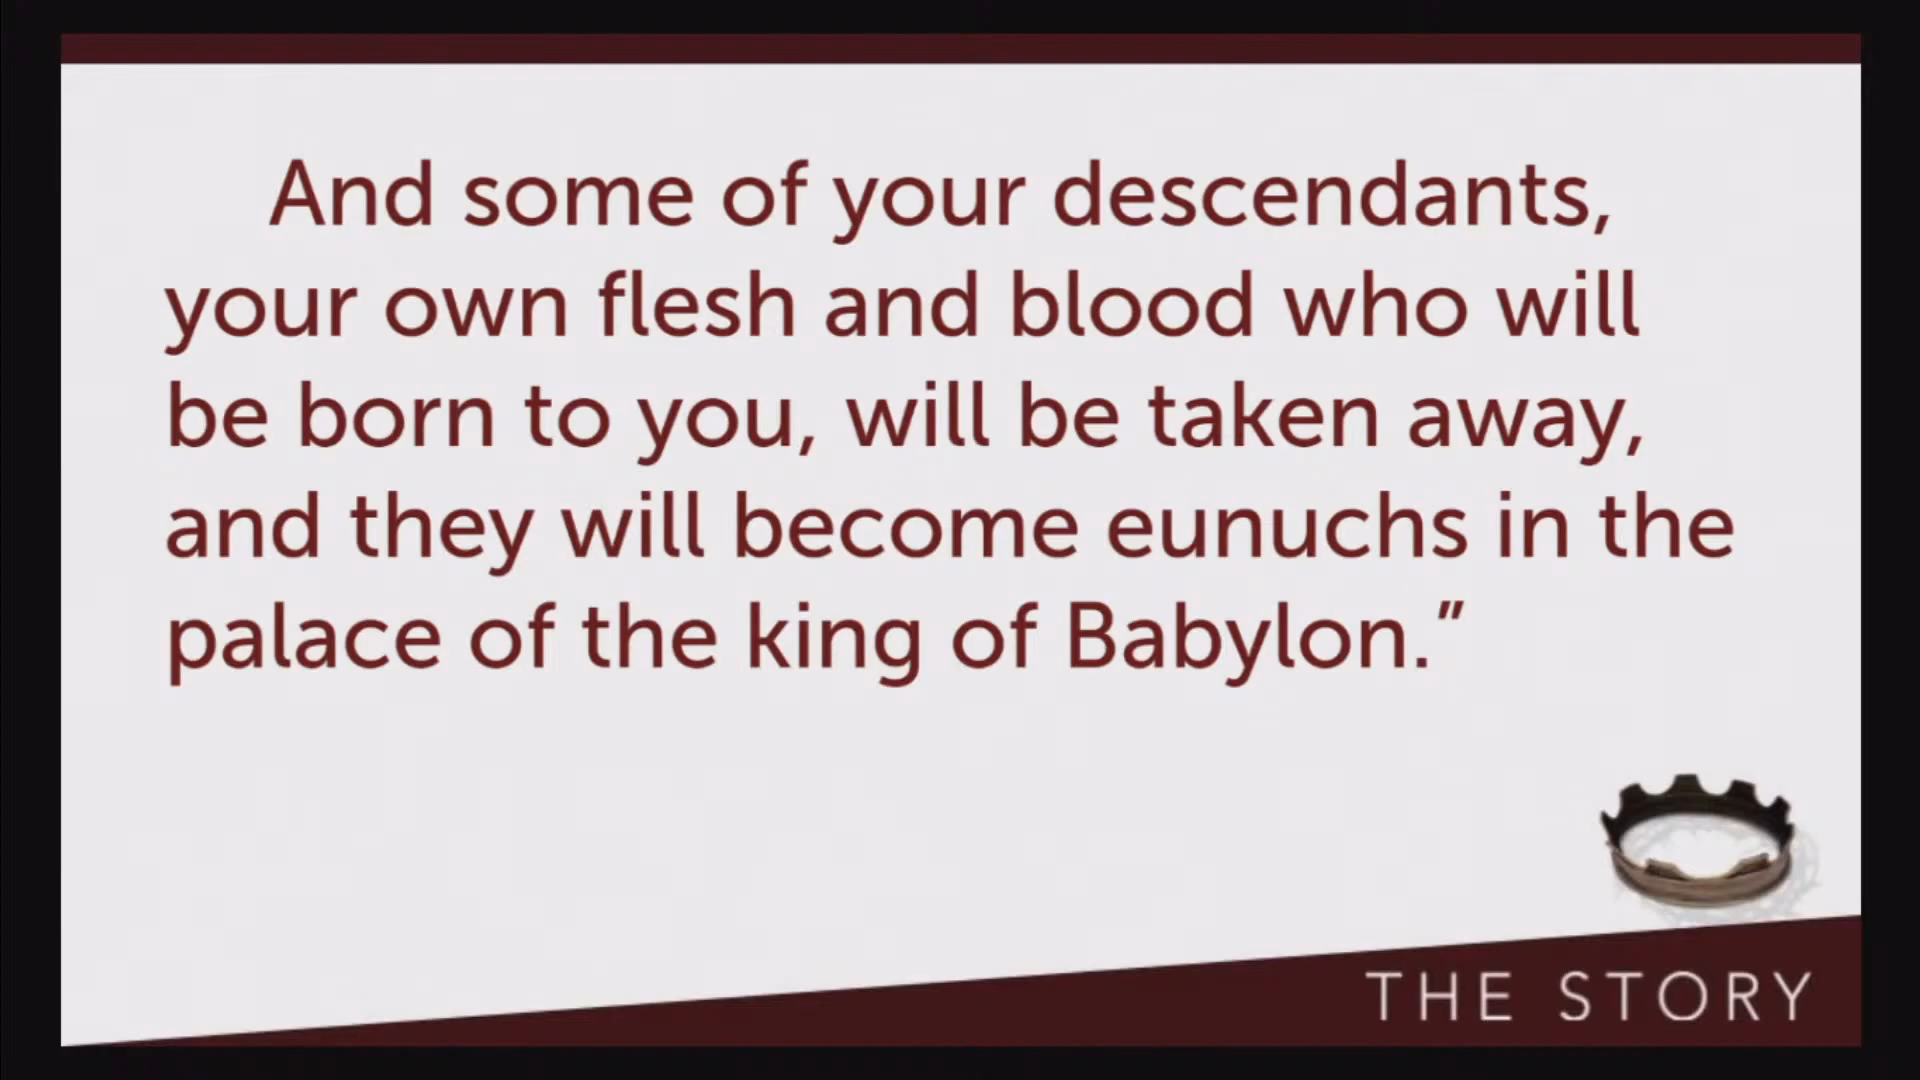 And some of your descendants,
your own flesh and blood who will
be born to you, will be taken away,
and they will become eunuchs in the
palace of the king of Babylon.”
THE STORY